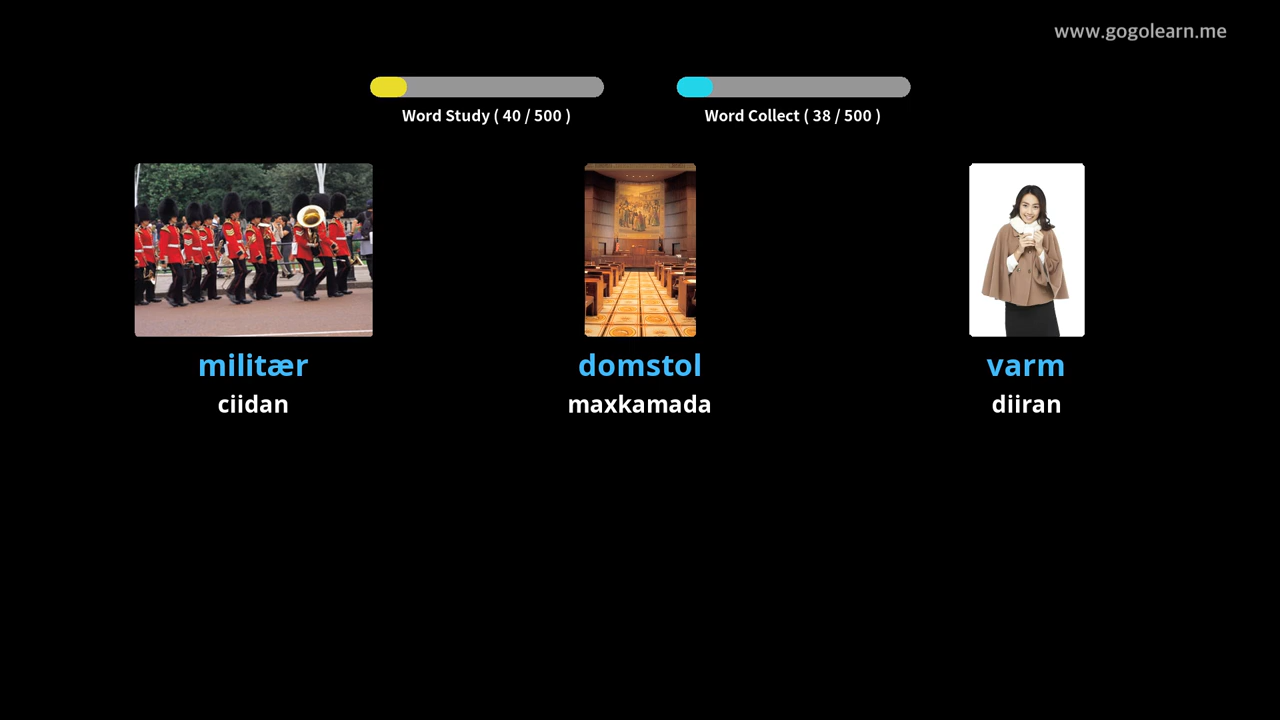 www.gogolearn.me
Word Study ( 40 / 500 )
Word Collect ( 38 / 500 )
militær
domstol
varm
ciidan
maxkamada
diiran